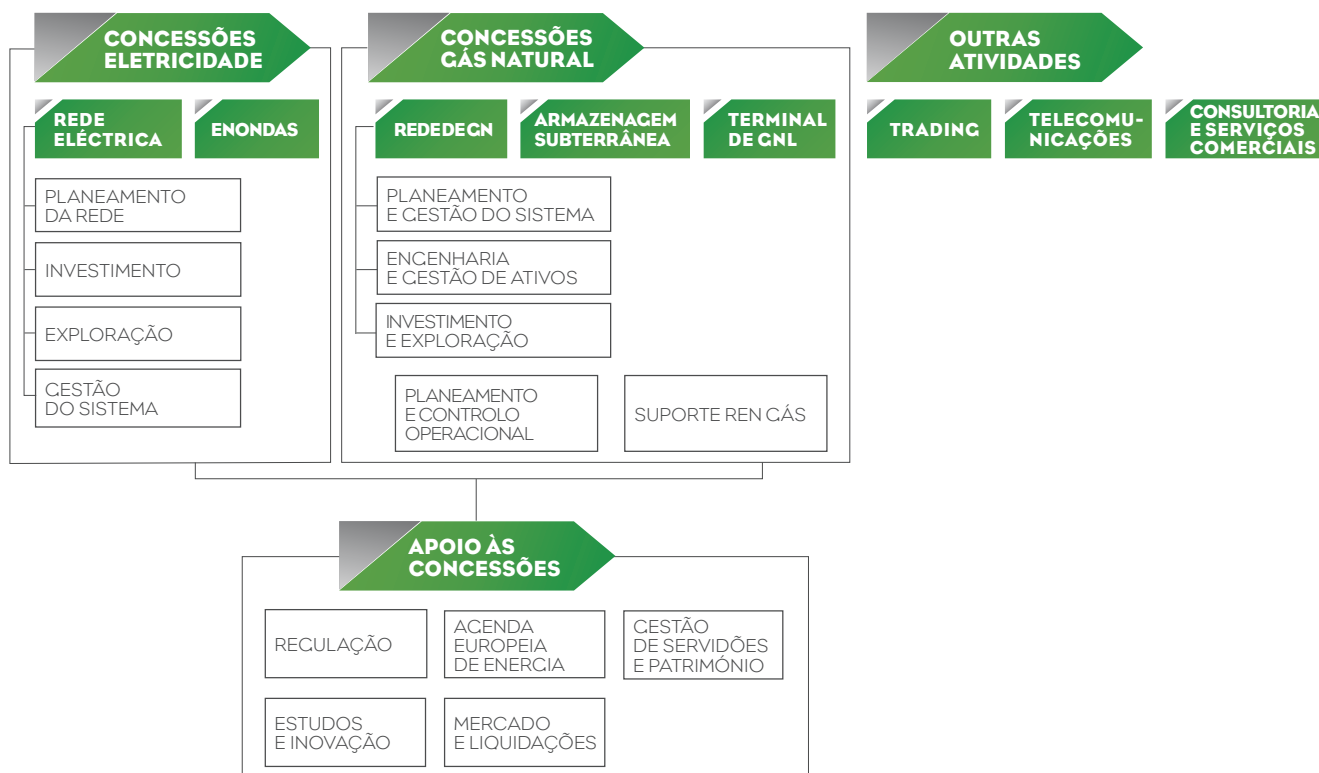 CONCESSÕES
ELETRICIDADE
CONCESSÕES
GÁS NATURAL
OUTRAS
ATIVIDADES
REDE
ELÉCTRICA
ENONDAS
REDEDEGN
ARMAZENAGEM
SUBTERRÂNEA
TERMINAL
DE GNL
TRADING
TELECOMU-
NICAÇÕES
CONSULTORIA
E SERVIÇOS
COMERCIAIS
PLANEAMENTO
DA REDE
INVESTIMENTO
EXPLORAÇÃO
GESTÃO
DO SISTEMA
PLANEAMENTO
E GESTÃO DO SISTEMA
ENGENHARIA
E GESTÃO DE ATIVOS
INVESTIMENTO
E EXPLORAÇÃO
PLANEAMENTO
E CONTROLO
OPERACIONAL
SUPORTE REN GÁS
APOIO ÀS
CONCESSÕES
REGULAÇÃO
AGENDA
EUROPEIA
DE ENERGIA
GESTÃO
DE SERVIDÕES
E PATRIMÓNIO
ESTUDOS
E INOVAÇÃO
MERCADO
E LIQUIDAÇÕES